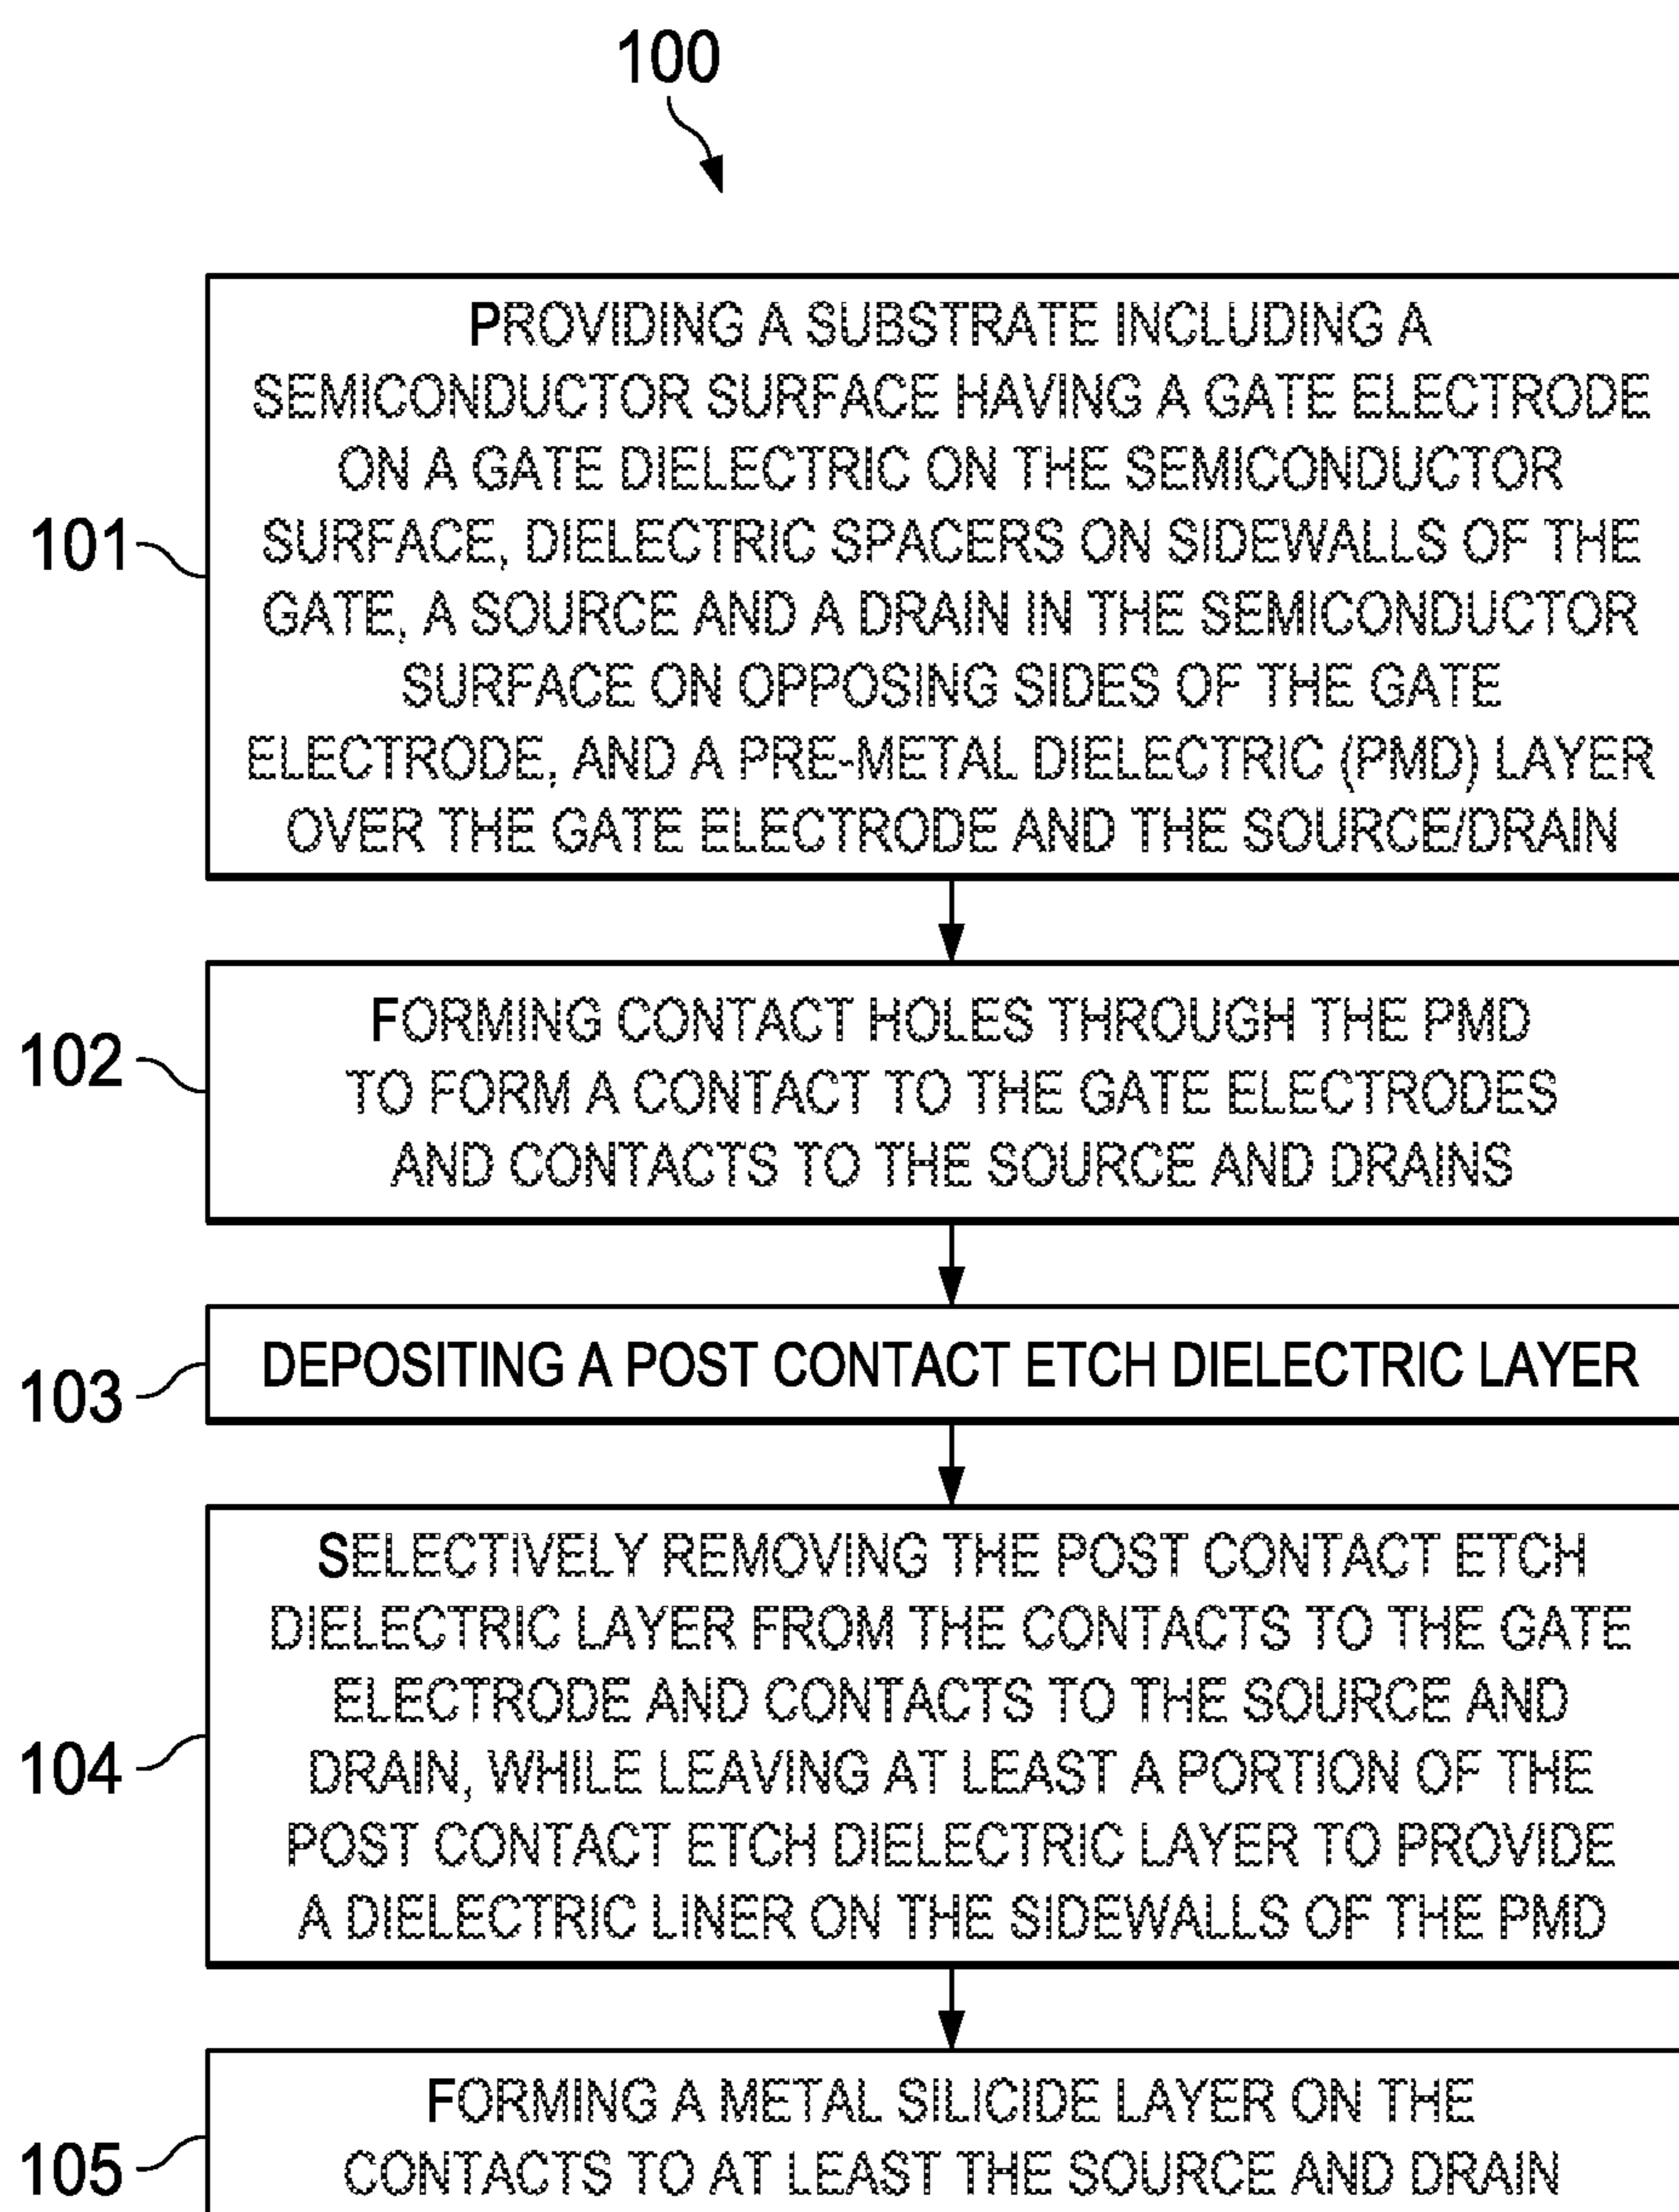 100
PROVIDING A SUBSTRATE INCLUDING A
SEMICONDUCTOR SURFACE HAVING A GATE ELECTRODE
ON A GATE DIELECTRIC ON THE SEMICONDUCTOR
SURFACE, DIELECTRIC SPACERS ON SIDEWALLS OF THE
GATE, A SOURCE AND A DRAIN IN THE SEMICONDUCTOR
SURFACE ON OPPOSING SIDES OF THE GATE
ELECTRODE, AND A PRE-METAL DIELECTRIC (PMD) LAYER
OVER THE GATE ELECTRODE AND THE SOURCE/DRAIN
101
FORMING CONTACT HOLES THROUGH THE PMD
TO FORM A CONTACT TO THE GATE ELECTRODES
AND CONTACTS TO THE SOURCE AND DRAINS
102
DEPOSITING A POST CONTACT ETCH DIELECTRIC LAYER
103
SELECTIVELY REMOVING THE POST CONTACT ETCH
DIELECTRIC LAYER FROM THE CONTACTS TO THE GATE
ELECTRODE AND CONTACTS TO THE SOURCE AND
DRAIN, WHILE LEAVING AT LEAST A PORTION OF THE
POST CONTACT ETCH DIELECTRIC LAYER TO PROVIDE
A DIELECTRIC LINER ON THE SIDEWALLS OF THE PMD
104
FORMING A METAL SILICIDE LAYER ON THE
CONTACTS TO AT LEAST THE SOURCE AND DRAIN
105